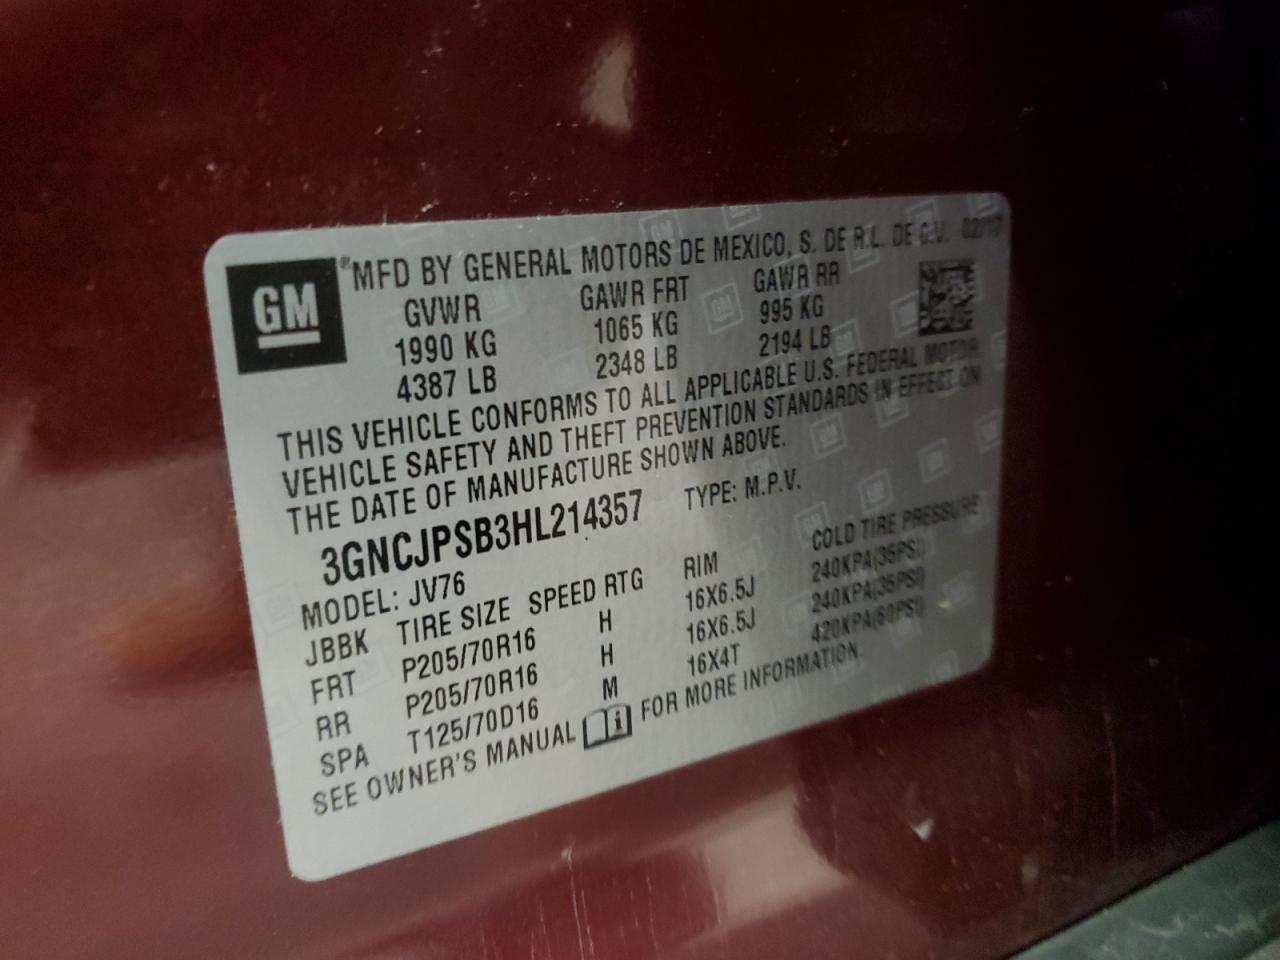 GM
®MFD BY GENERAL MOTORS DE MEXICO, S. DE R.L. DE C.V. 02/17
GVWR GAWR FRT GAWR RR
1990 KG 1065 KG 995 KG
4387 LB 2348 LB 2194 LB
THIS VEHICLE CONFORMS TO ALL APPLICABLE U.S. FEDERAL MOTOR
VEHICLE SAFETY AND THEFT PREVENTION STANDARDS IN EFFECT ON
THE DATE OF MANUFACTURE SHOWN ABOVE.
3GNCJPSB3HL214357 TYPE: M.P.V.
MODEL: JV76
JBBK TIRE SIZE SPEED RTG RIM COLD TIRE PRESSURE
FRT P205/70R16 H 16X6.5J 240KPA(35PSI)
RR P205/70R16 H 16X6.5J 240KPA(35PSI)
SPA T125/70D16 M 16X4T 420KPA(60PSI)
SEE OWNER'S MANUAL i FOR MORE INFORMATION.